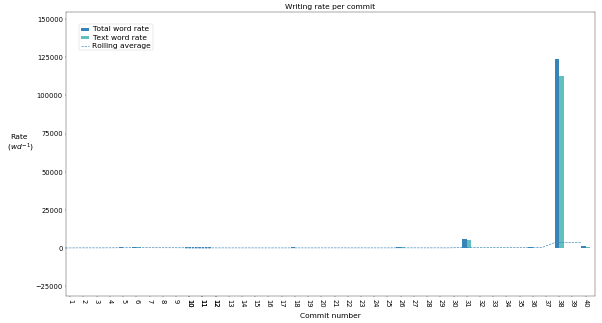 Writing rate per commit
150000
125000
100000
75000
50000
25000
0
−25000
Rate
(wd⁻¹)
Total word rate
Text word rate
Rolling average
1 2 3 4 5 6 7 8 9 10 11 12 13 14 15 16 17 18 19 20 21 22 23 24 25 26 27 28 29 30 31 32 33 34 35 36 37 38 39 40
Commit number